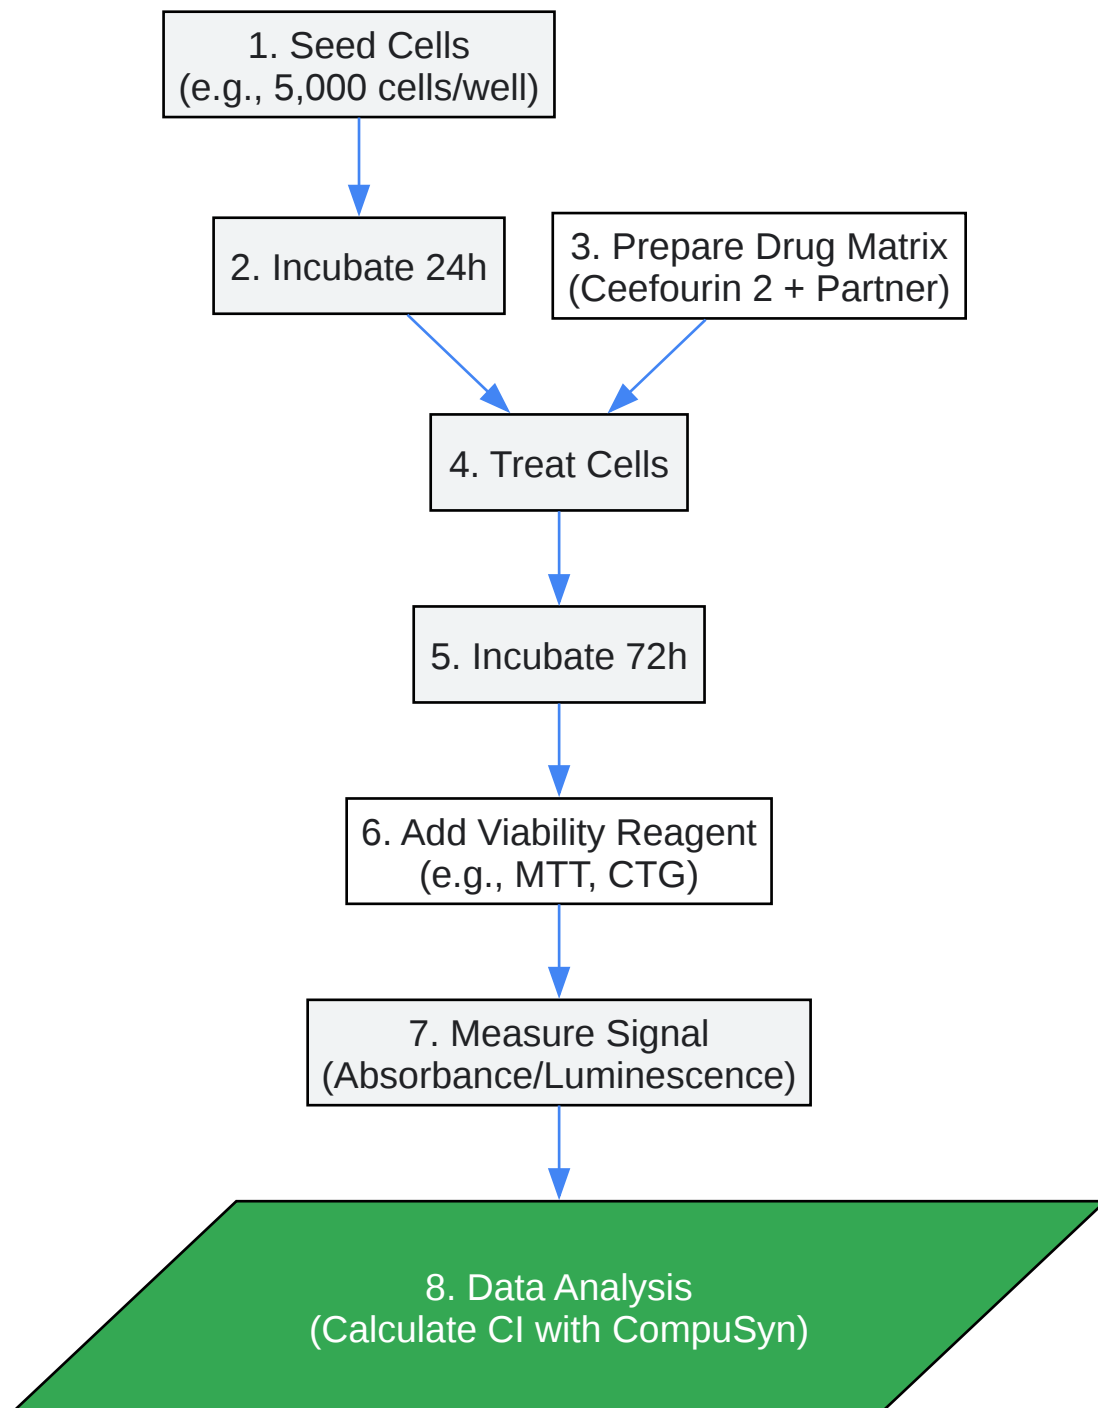 1. Seed Cells
(e.g., 5,000 cells/well)
2. Incubate 24h
3. Prepare Drug Matrix
(Ceefourin 2 + Partner)
4. Treat Cells
5. Incubate 72h
6. Add Viability Reagent
(e.g., MTT, CTG)
7. Measure Signal
(Absorbance/Luminescence)
8. Data Analysis
(Calculate CI with CompuSyn)